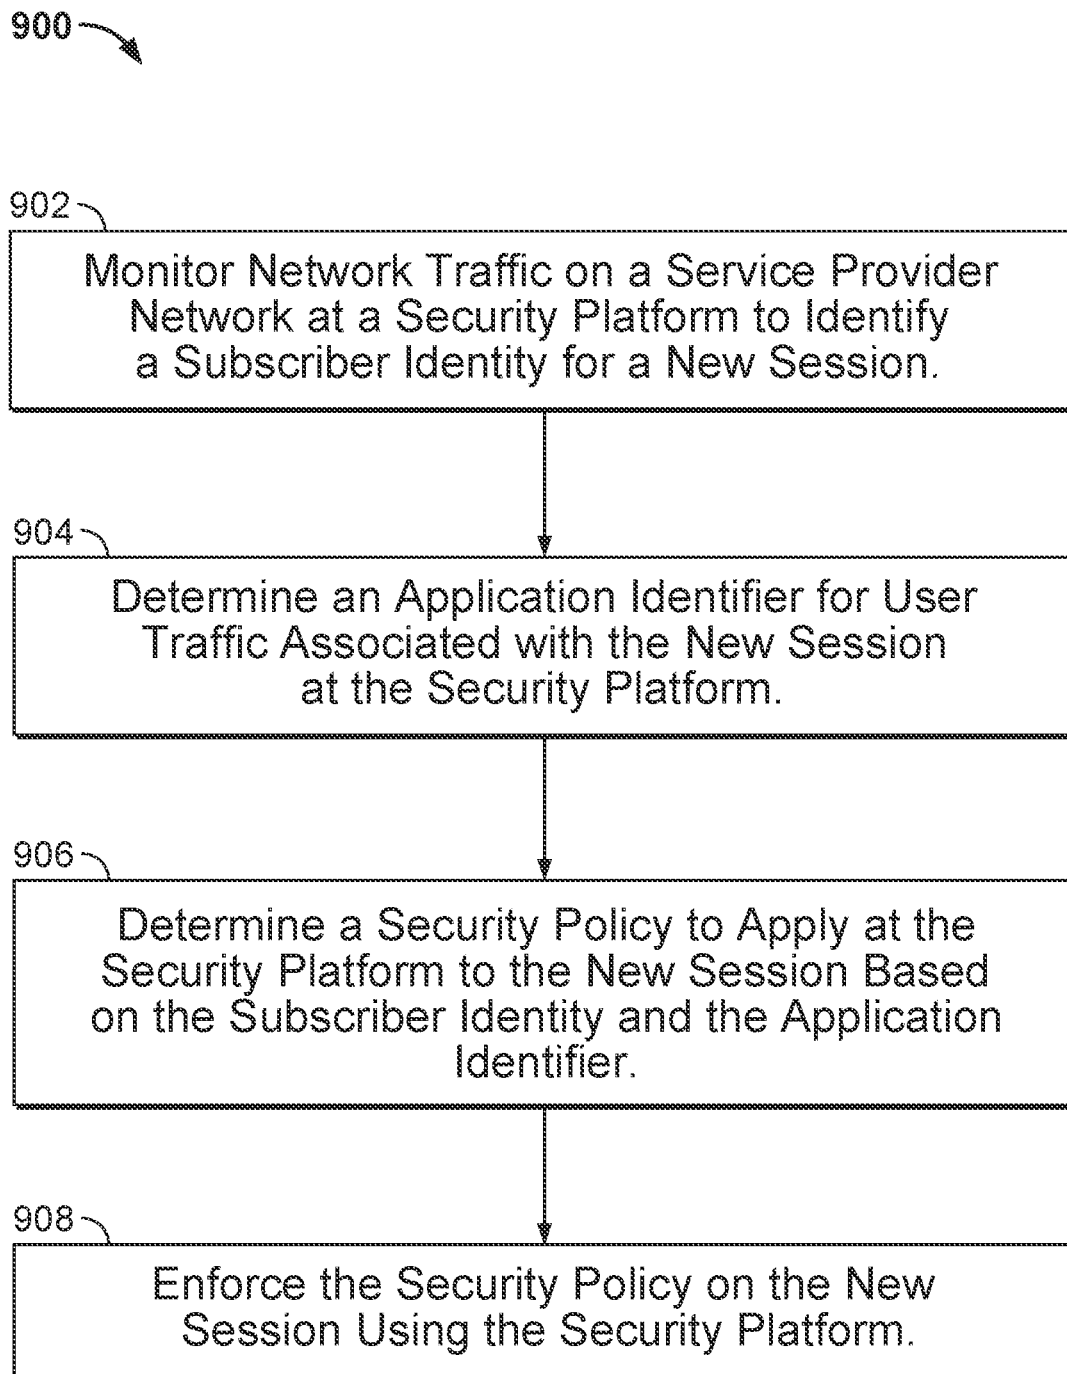 900
902
Monitor Network Traffic on a Service Provider
Network at a Security Platform to Identify
a Subscriber Identity for a New Session.
904
Determine an Application Identifier for User
Traffic Associated with the New Session
at the Security Platform.
906
Determine a Security Policy to Apply at the
Security Platform to the New Session Based
on the Subscriber Identity and the Application
Identifier.
908
Enforce the Security Policy on the New
Session Using the Security Platform.